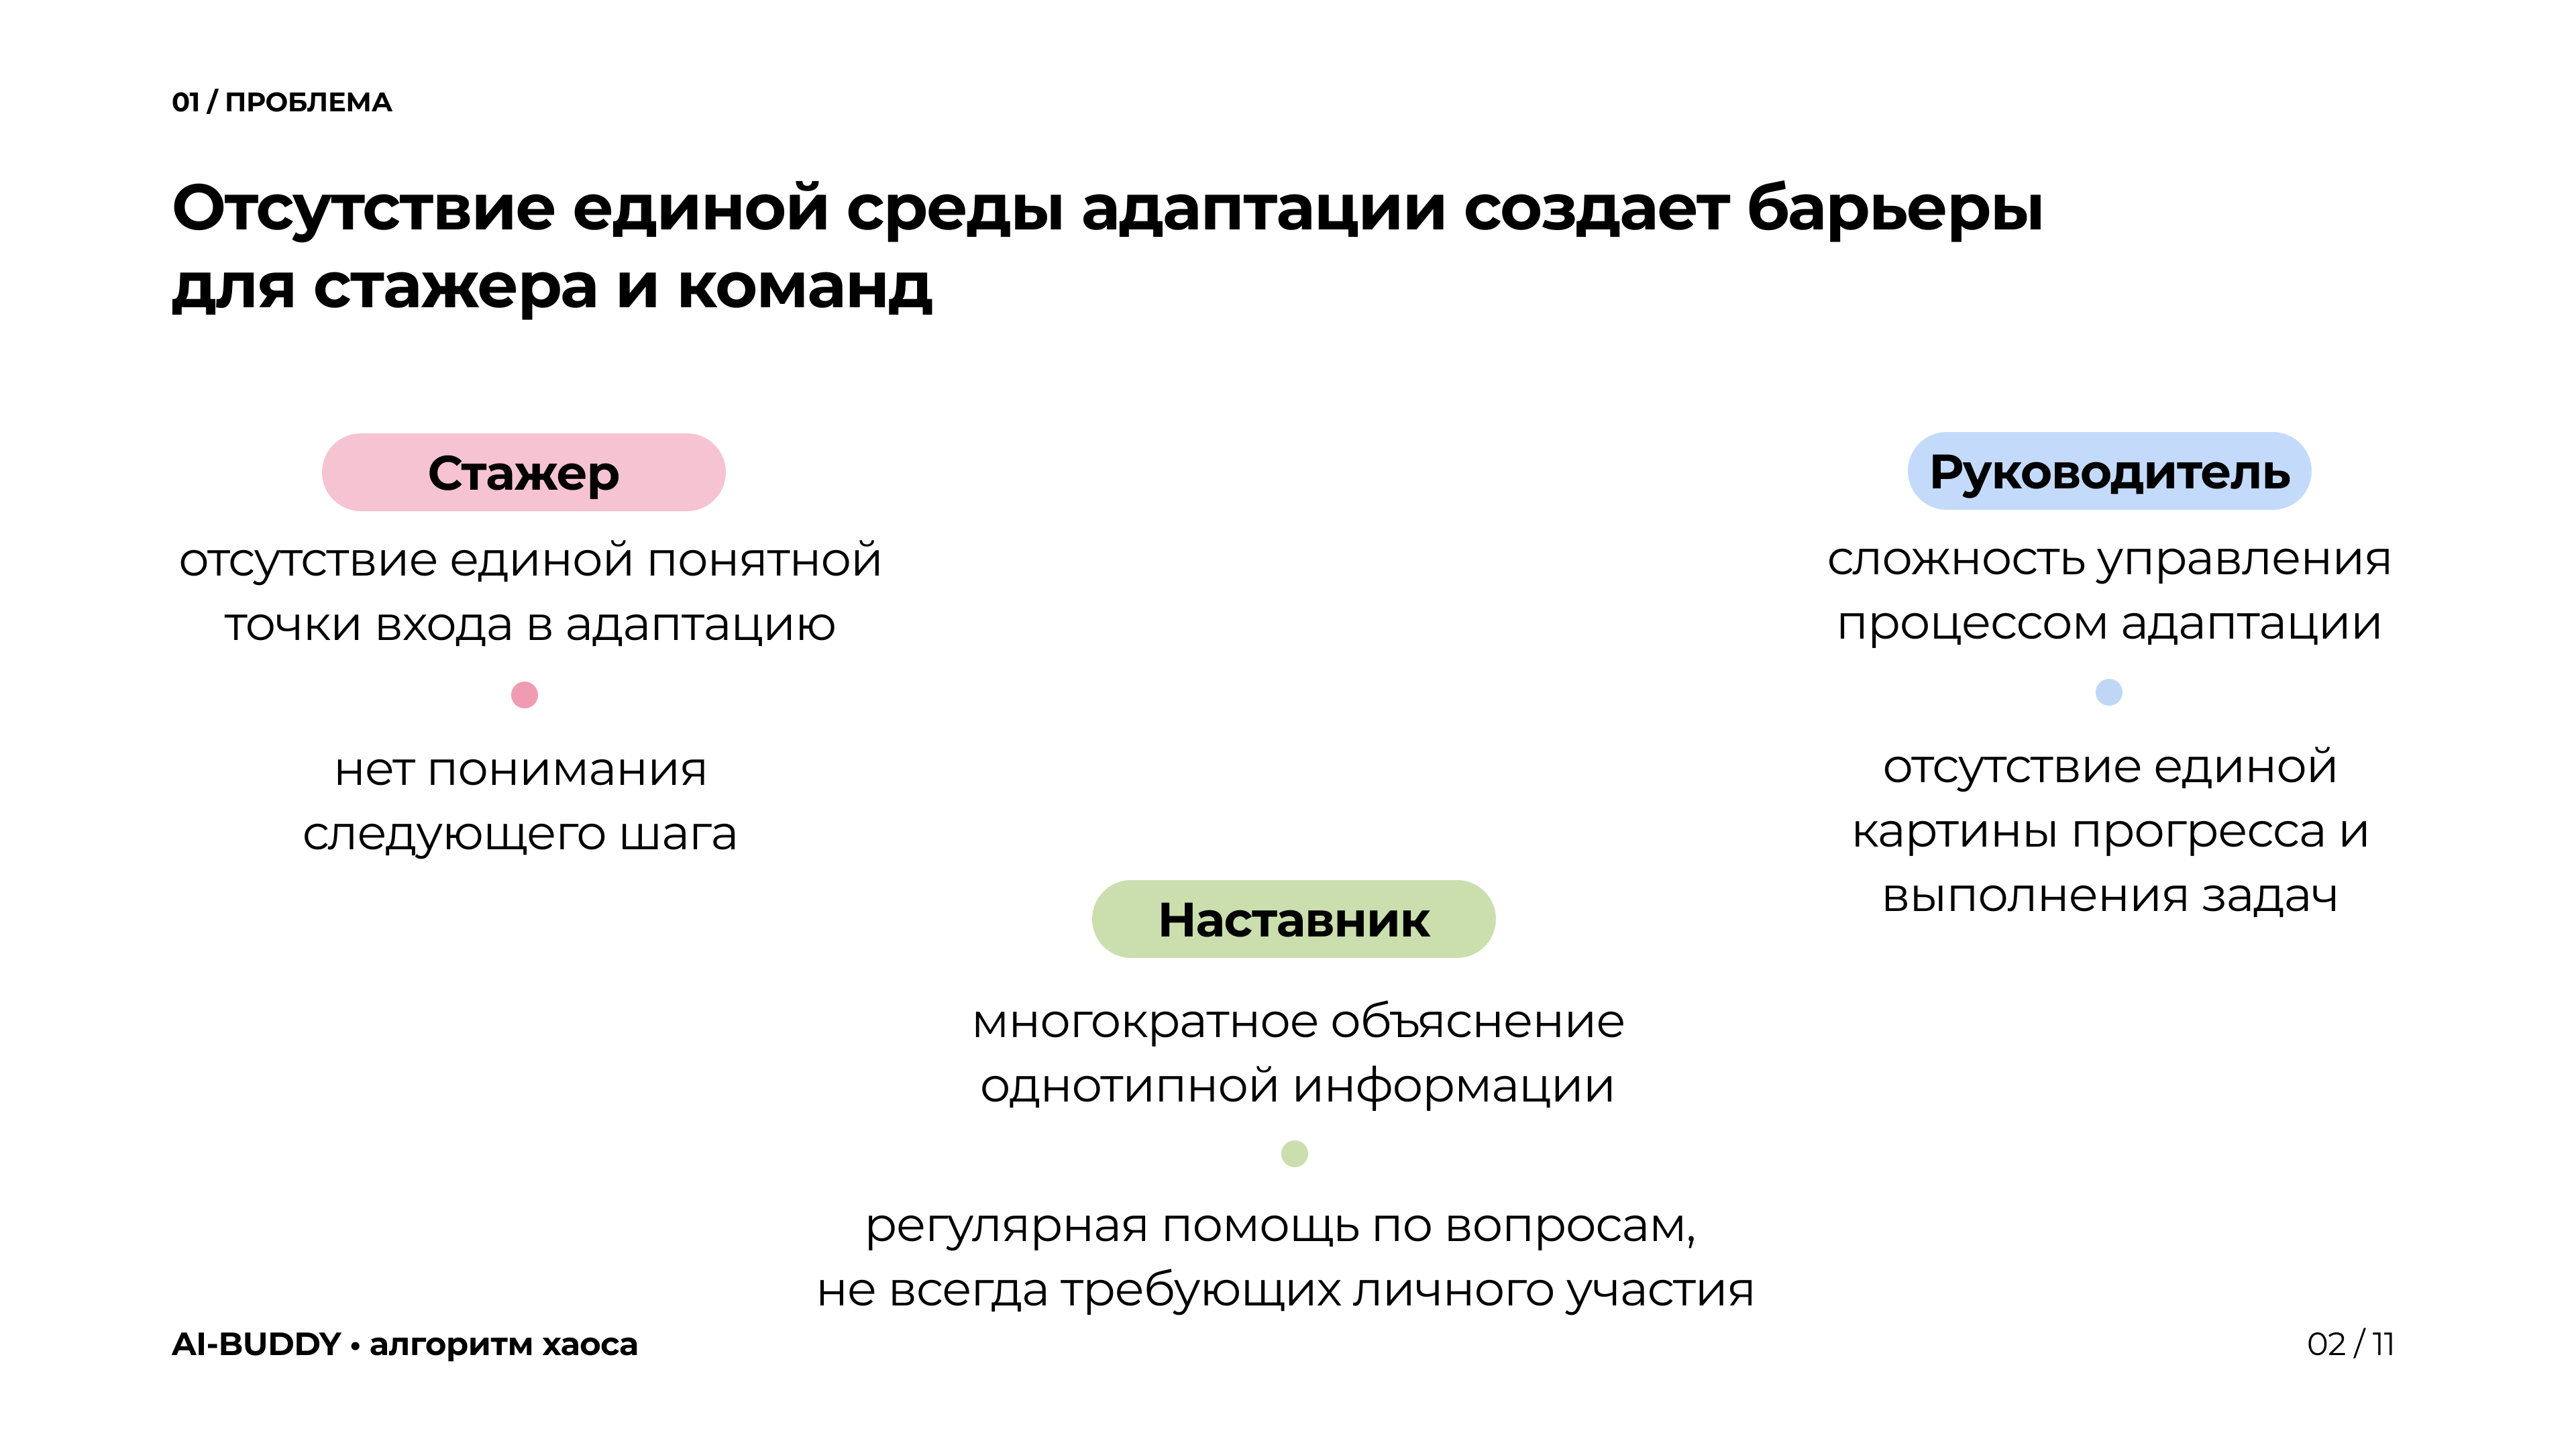 01 / ПРОБЛЕМА
Отсутствие единой среды адаптации создает барьеры
для стажера и команд
Стажер
отсутствие единой понятной
точки входа в адаптацию
нет понимания
следующего шага
Руководитель
сложность управления
процессом адаптации
отсутствие единой
картины прогресса и
выполнения задач
Наставник
многократное объяснение
однотипной информации
регулярная помощь по вопросам,
не всегда требующих личного участия
AI-BUDDY • алгоритм хаоса
02 / 11